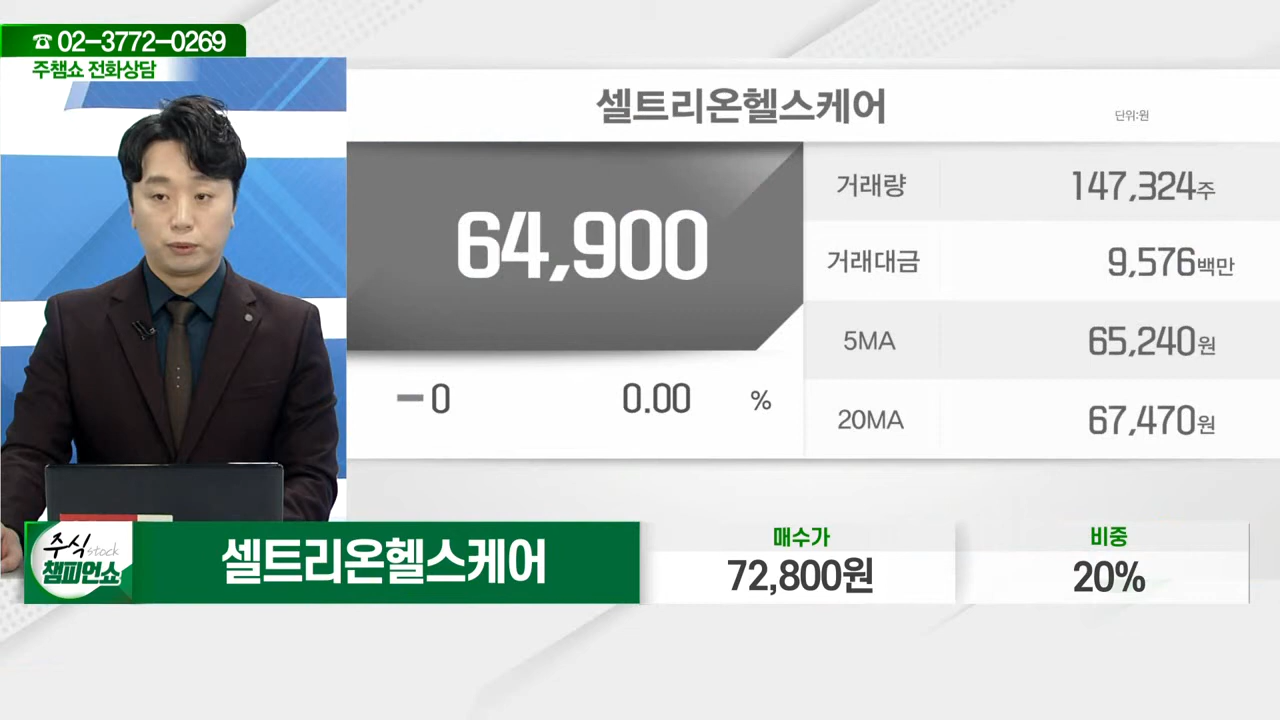 ☎ 02-3772-0269
주챔쇼 전화상담
셀트리온헬스케어
단위:원
64,900
0
0.00 %
거래량 147,324주
거래대금 9,576백만
5MA 65,240원
20MA 67,470원
주식 stock
챔피언쇼
셀트리온헬스케어
매수가
72,800원
비중
20%